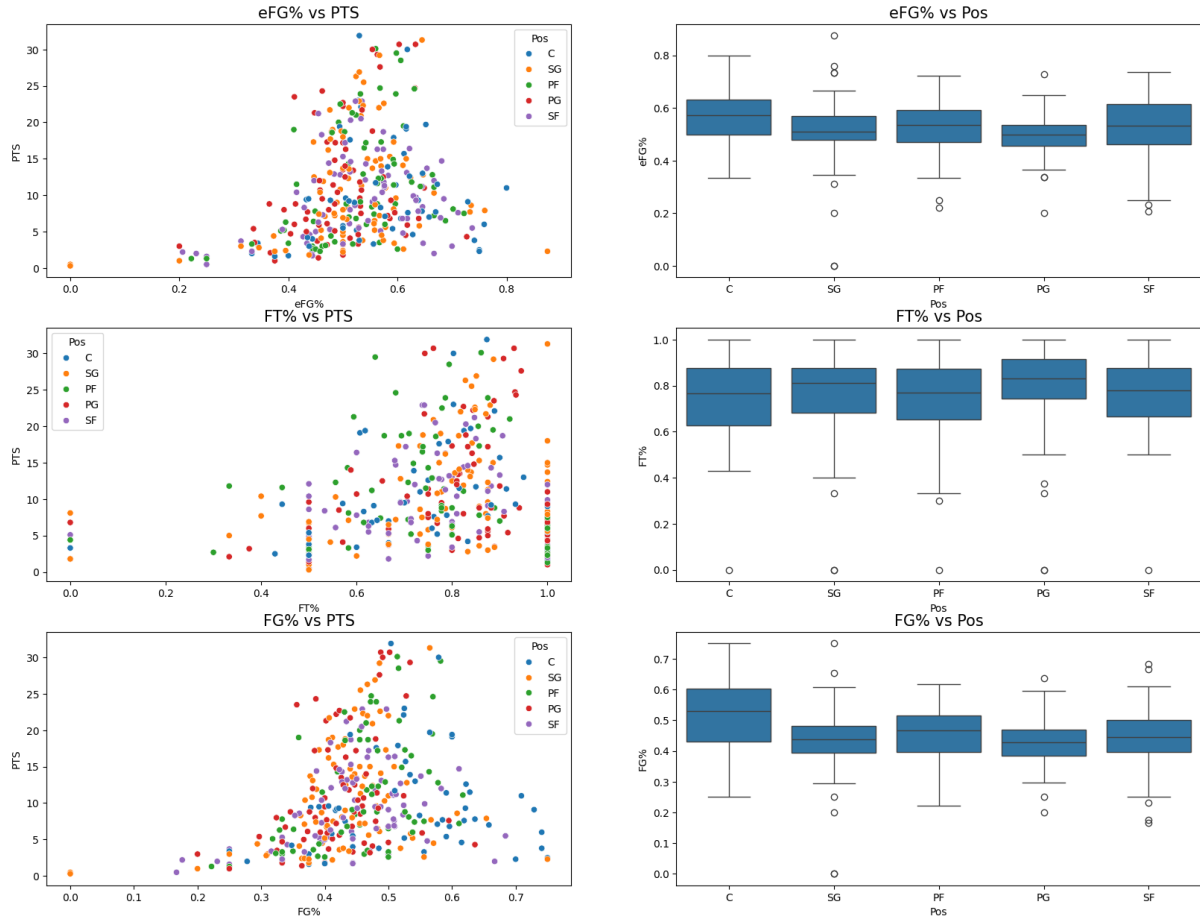 eFG% vs PTS
30
25
20
15
10
5
0
PTS
0.0 0.2 0.4 0.6 0.8
eFG%
Pos
C
SG
PF
PG
SF
eFG% vs Pos
0.8
0.6
0.4
0.2
0.0
eFG%
C SG PF PG SF
Pos
FT% vs PTS
30
25
20
15
10
5
0
PTS
Pos
C
SG
PF
PG
SF
0.0 0.2 0.4 0.6 0.8 1.0
FT%
FT% vs Pos
1.0
0.8
0.6
0.4
0.2
0.0
FT%
C SG PF PG SF
Pos
FG% vs PTS
30
25
20
15
10
5
0
PTS
Pos
C
SG
PF
PG
SF
0.0 0.1 0.2 0.3 0.4 0.5 0.6 0.7
FG%
FG% vs Pos
0.7
0.6
0.5
0.4
0.3
0.2
0.1
0.0
FG%
C SG PF PG SF
Pos